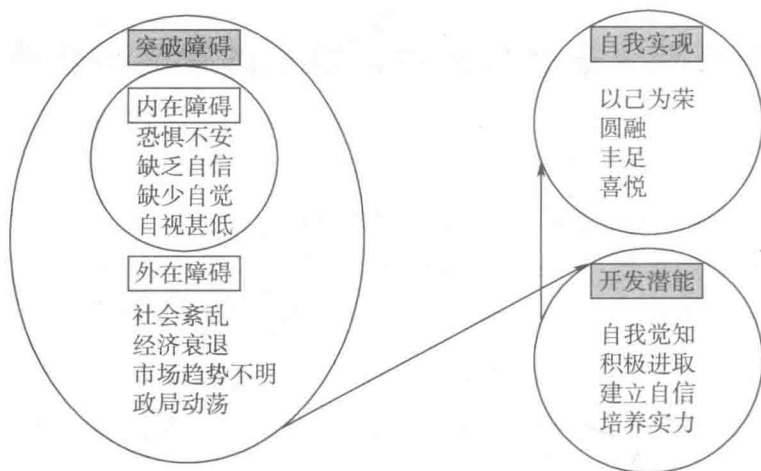 突破障碍
内在障碍
恐惧不安
缺乏自信
缺少自觉
自视甚低
外在障碍
社会紊乱
经济衰退
市场趋势不明
政局动荡
自我实现
以己为荣
圆融
丰足
喜悦
开发潜能
自我觉知
积极进取
建立自信
培养实力